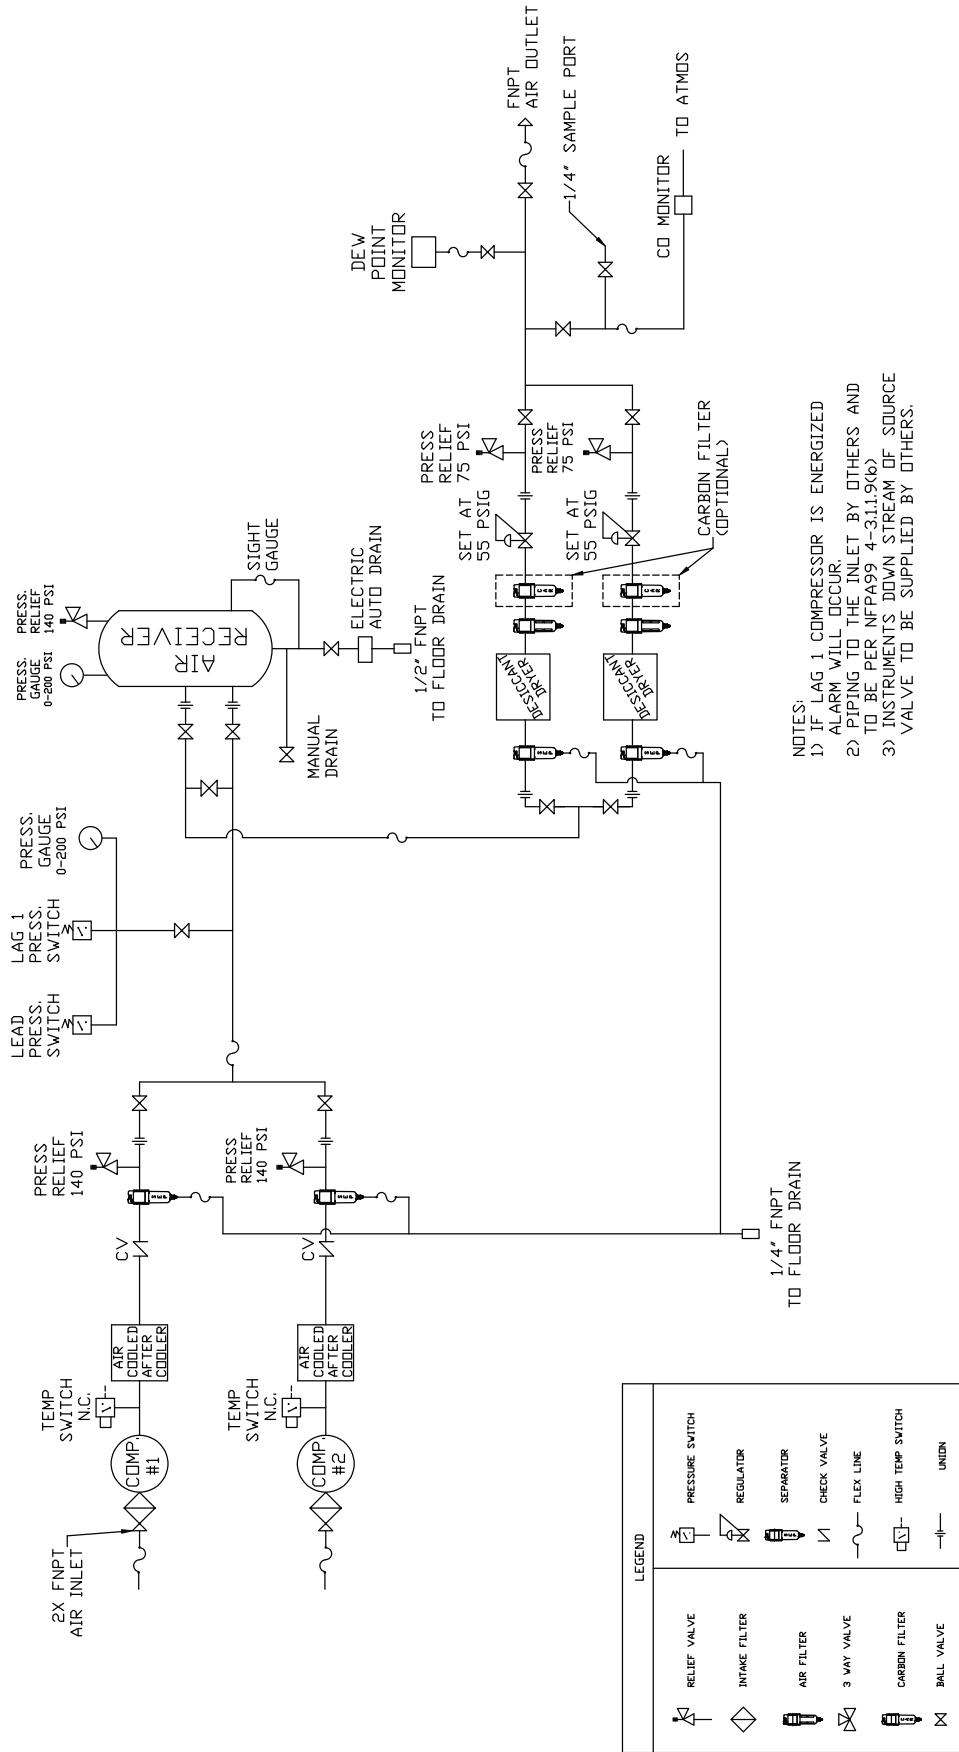 2X FNPT
AIR INLET
COMP.
#1
TEMP
SWITCH
N.C.
AIR
COOLED
AFTER
COOLER
CV
SEP
PRESS
RELIEF
140 PSI
COMP.
#2
TEMP
SWITCH
N.C.
AIR
COOLED
AFTER
COOLER
CV
SEP
PRESS
RELIEF
140 PSI
LEAD
PRESS.
SWITCH
LAG 1
PRESS.
SWITCH
PRESS.
GAUGE
0-200 PSI
PRESS.
GAUGE
0-200 PSI
PRESS.
RELIEF
140 PSI
AIR
RECEIVER
SIGHT
GAUGE
MANUAL
DRAIN
ELECTRIC
AUTO DRAIN
1/2" FNPT
TO FLOOR DRAIN
SEP
DESICCANT
DRYER
CAR
SET AT
55 PSIG
PRESS
RELIEF
75 PSI
SEP
DESICCANT
DRYER
CAR
SET AT
55 PSIG
PRESS
RELIEF
75 PSI
CARBON FILTER
(OPTIONAL)
DEW
POINT
MONITOR
FNPT
AIR OUTLET
1/4" SAMPLE PORT
CO MONITOR
TO ATMOS
1/4" FNPT
TO FLOOR DRAIN
NOTES:
1) IF LAG 1 COMPRESSOR IS ENERGIZED
ALARM WILL OCCUR.
2) PIPING TO THE INLET BY OTHERS AND
TO BE PER NFPA99 4-3.1.1.9(b)
3) INSTRUMENTS DOWN STREAM OF SOURCE
VALVE TO BE SUPPLIED BY OTHERS.
LEGEND
RELIEF VALVE
INTAKE FILTER
AIR FILTER
3 WAY VALVE
CAR
CARBON FILTER
BALL VALVE
PRESSURE SWITCH
REGULATOR
SEP
SEPARATOR
CHECK VALVE
FLEX LINE
HIGH TEMP SWITCH
UNION